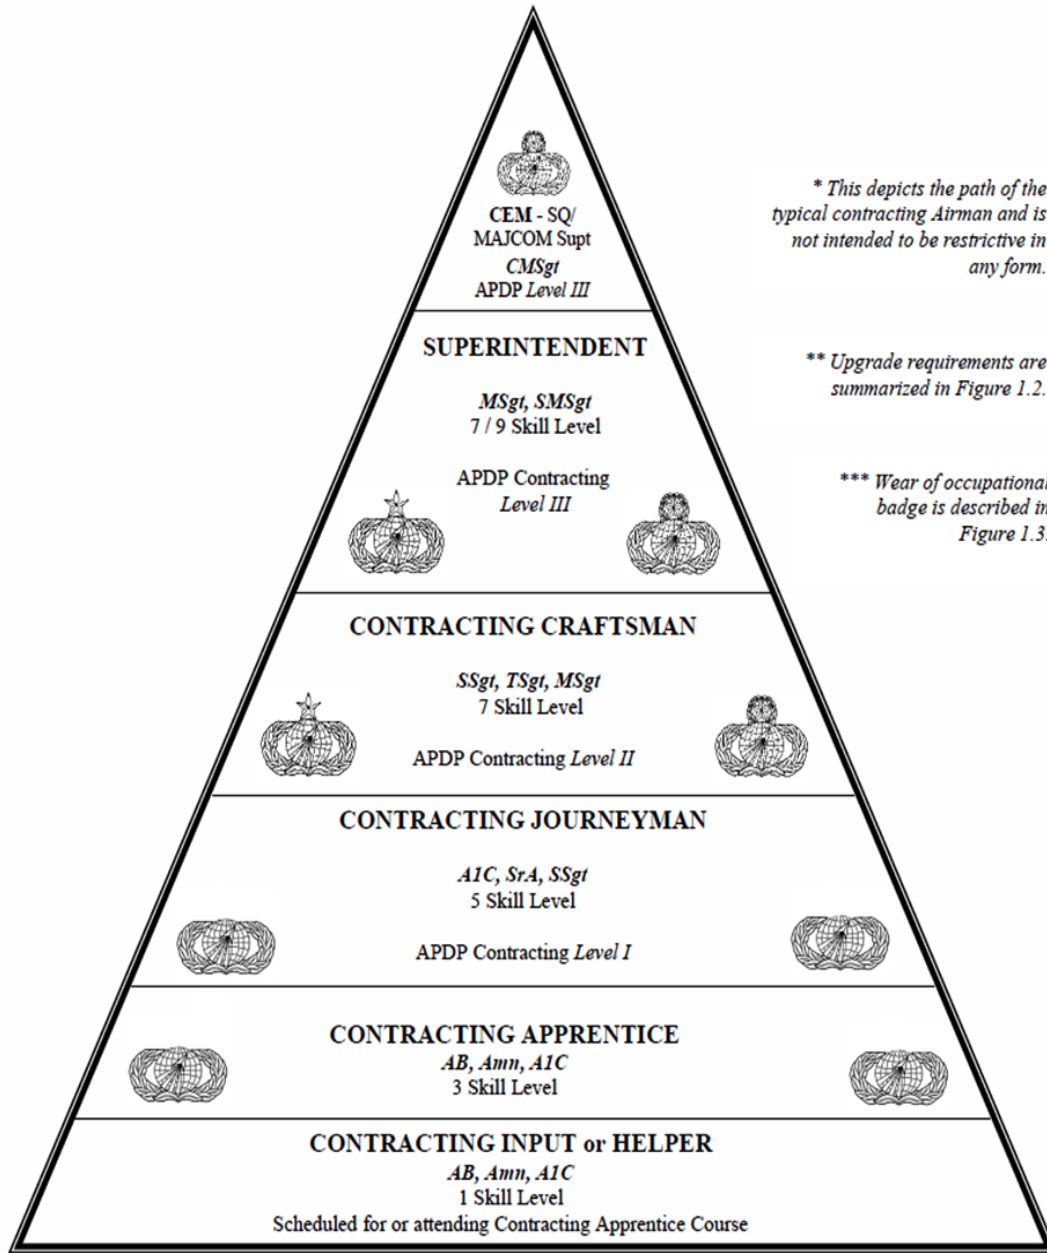 CEM - SQ/
MAJCOM Supt
CMSgt
APDP Level III
* This depicts the path of the
typical contracting Airman and is
not intended to be restrictive in
any form.
SUPERINTENDENT
MSgt, SMSgt
7 / 9 Skill Level
APDP Contracting
Level III
** Upgrade requirements are
summarized in Figure 1.2.
*** Wear of occupational
badge is described in
Figure 1.3.
CONTRACTING CRAFTSMAN
SSgt, TSgt, MSgt
7 Skill Level
APDP Contracting Level II
CONTRACTING JOURNEYMAN
A1C, SrA, SSgt
5 Skill Level
APDP Contracting Level I
CONTRACTING APPRENTICE
AB, Amn, A1C
3 Skill Level
CONTRACTING INPUT or HELPER
AB, Amn, A1C
1 Skill Level
Scheduled for or attending Contracting Apprentice Course